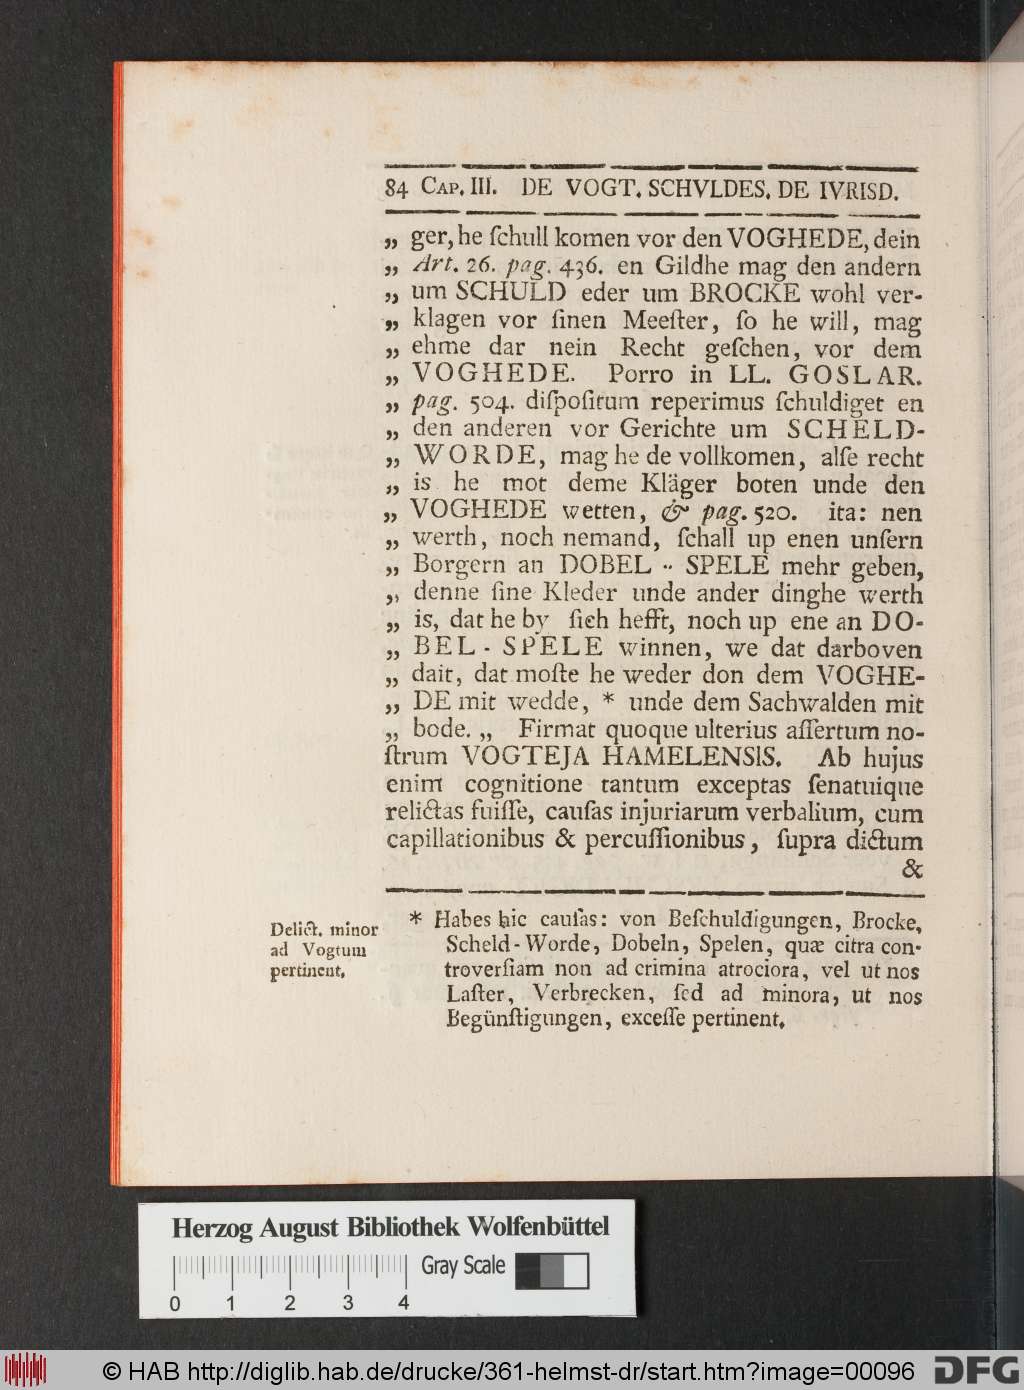 84 CAP. III. DE VOGT. SCHVLDES. DE IVRISD.
„ ger, he ſchull komen vor den VOGHEDE, dein
„ Art. 26. pag. 436. en Gildhe mag den andern
„ um SCHULD eder um BROCKE wohl ver-
„ klagen vor ſinen Meeſter, ſo he will, mag
„ ehme dar nein Recht geſchen, vor dem
„ VOGHEDE. Porro in LL. GOSLAR.
„ pag. 504. diſpoſitum reperimus ſchuldiget en
„ den anderen vor Gerichte um SCHELD-
„ WORDE, mag he de vollkomen, alſe recht
„ is he mot deme Kläger boten unde den
„ VOGHEDE wetten, & pag. 520. ita: nen
„ werth, noch nemand, ſchall up enen unſern
„ Borgern an DOBEL - SPELE mehr geben,
„ denne ſine Kleder unde ander dinghe werth
„ is, dat he by ſieh hefft, noch up ene an DO-
„ BEL - SPELE winnen, we dat darboven
„ dait, dat moſte he weder don dem VOGHE-
„ DE mit wedde, * unde dem Sachwalden mit
„ bode. „ Firmat quoque ulterius aſſertum no-
ſtrum VOGTEJA HAMELENSIS. Ab hujus
enim cognitione tantum exceptas ſenatuique
relictas fuiſſe, cauſas injuriarum verbalium, cum
capillationibus & percuſſionibus, ſupra dictum
&
* Habes hic cauſas: von Beſchuldigungen, Brocke,
Scheld-Worde, Dobeln, Spelen, quæ citra con-
troverſiam non ad crimina atrociora, vel ut nos
Laſter, Verbrecken, ſed ad minora, ut nos
Begünſtigungen, exceſſe pertinent.
Delict. minor
ad Vogtum
pertinent.
Herzog August Bibliothek Wolfenbüttel
Gray Scale
0 1 2 3 4
© HAB http://diglib.hab.de/drucke/361-helmst-dr/start.htm?image=00096
DFG